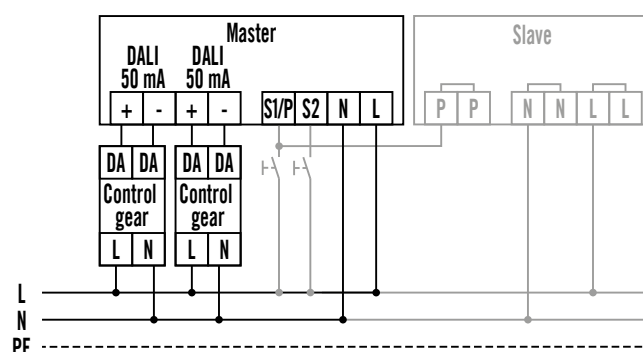 Master
Slave
DALI
50 mA
DALI
50 mA
+ - + - S1/P S2 N L
P P N N L L
DA DA
Control
gear
L N
DA DA
Control
gear
L N
L
N
PE